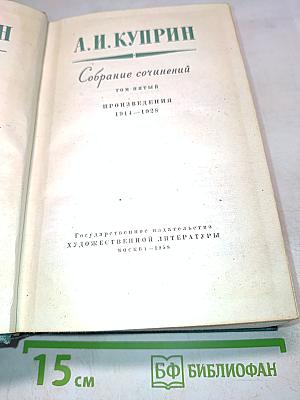 Н
А.И.КУПРИН
Собрание сочинений
ТОМ ПЯТЫЙ
ПРОИЗВЕДЕНИЯ
1914—1928
Государственное издательство
ХУДОЖЕСТВЕННОЙ ЛИТЕРАТУРЫ
МОСКВА—1958
15 см
БФ БИБЛИОФАН